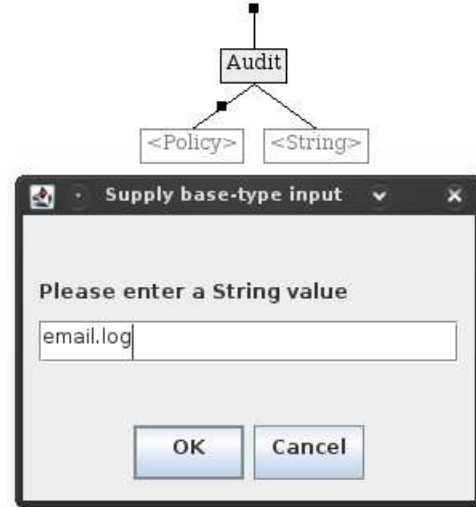 Audit
<Policy> <String>
Supply base-type input
Please enter a String value
email.log
OK Cancel